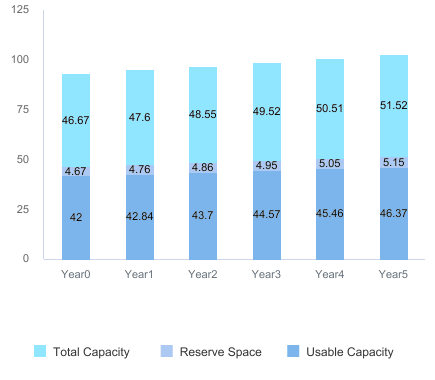 125
100
75
50
25
0
46.67 47.6 48.55 49.52 50.51 51.52
4.67 4.76 4.86 4.95 5.05 5.15
42 42.84 43.7 44.57 45.46 46.37
Year0 Year1 Year2 Year3 Year4 Year5
Total Capacity Reserve Space Usable Capacity